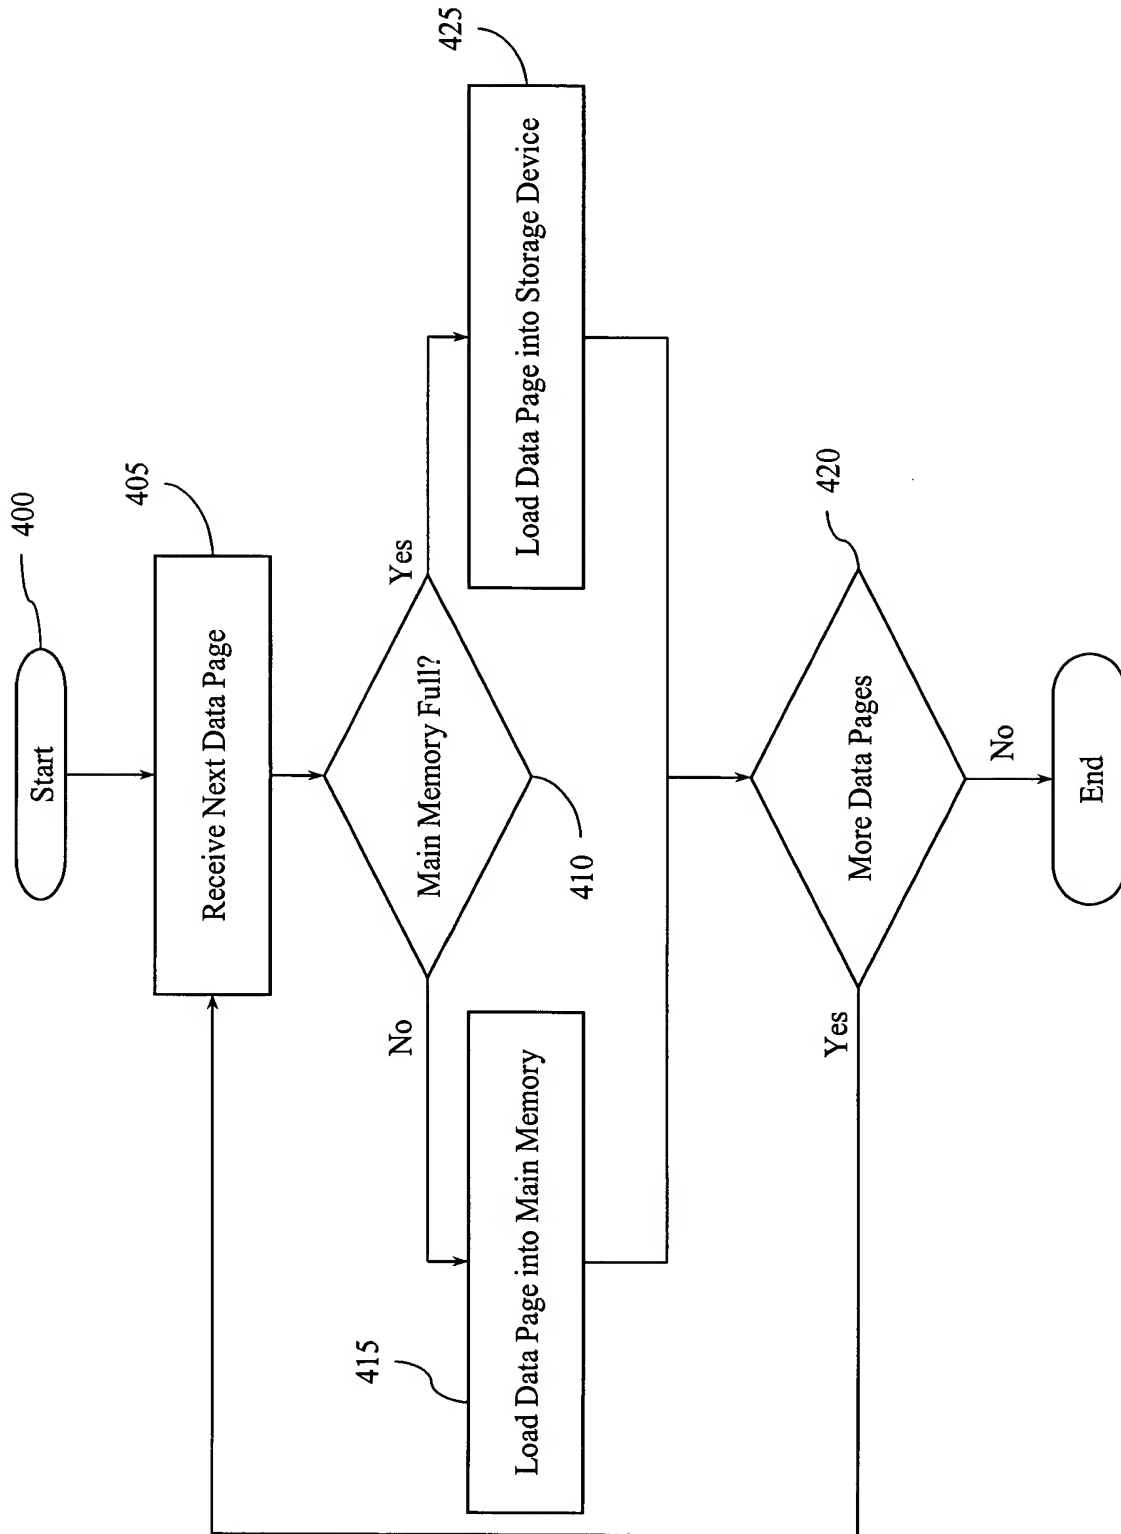 Start
400
Receive Next Data Page
405
Main Memory Full?
410
No
Yes
415
Load Data Page into Main Memory
425
Load Data Page into Storage Device
420
More Data Pages
Yes
No
End